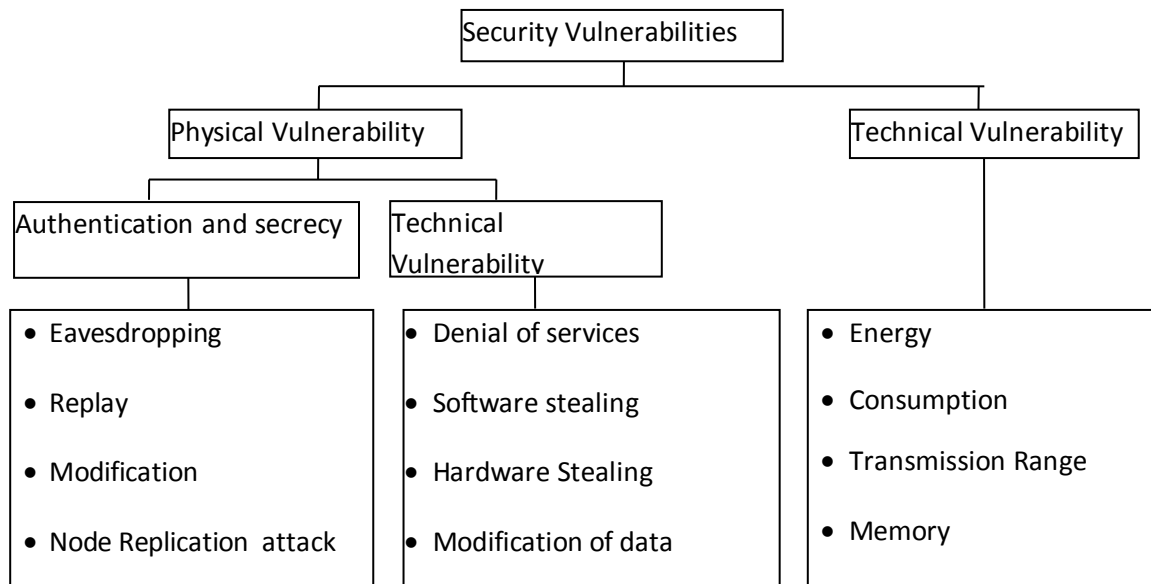 Security Vulnerabilities
Physical Vulnerability
Technical Vulnerability
Authentication and secrecy
Technical
Vulnerability
• Eavesdropping
• Replay
• Modification
• Node Replication attack
• Denial of services
• Software stealing
• Hardware Stealing
• Modification of data
• Energy
• Consumption
• Transmission Range
• Memory